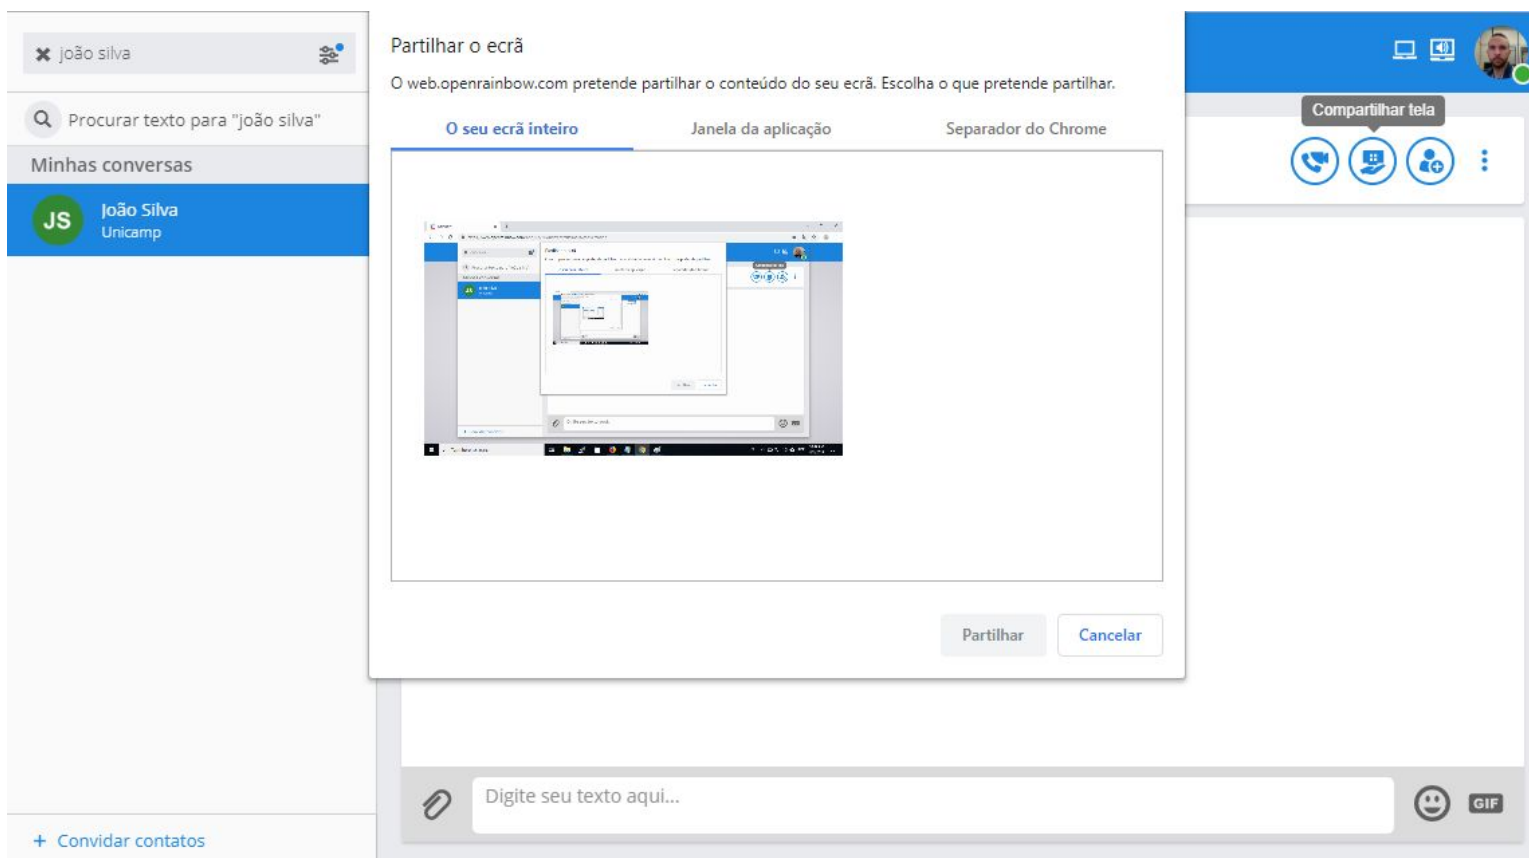 ✖ joão silva
Procurar texto para "joão silva"
Minhas conversas
JS
João Silva
Unicamp
+ Convidar contatos
Partilhar o ecrã
O web.openrainbow.com pretende partilhar o conteúdo do seu ecrã. Escolha o que pretende partilhar.
O seu ecrã inteiro Janela da aplicação Separador do Chrome
Partilhar Cancelar
Compartilhar tela
Digite seu texto aqui...
GIF